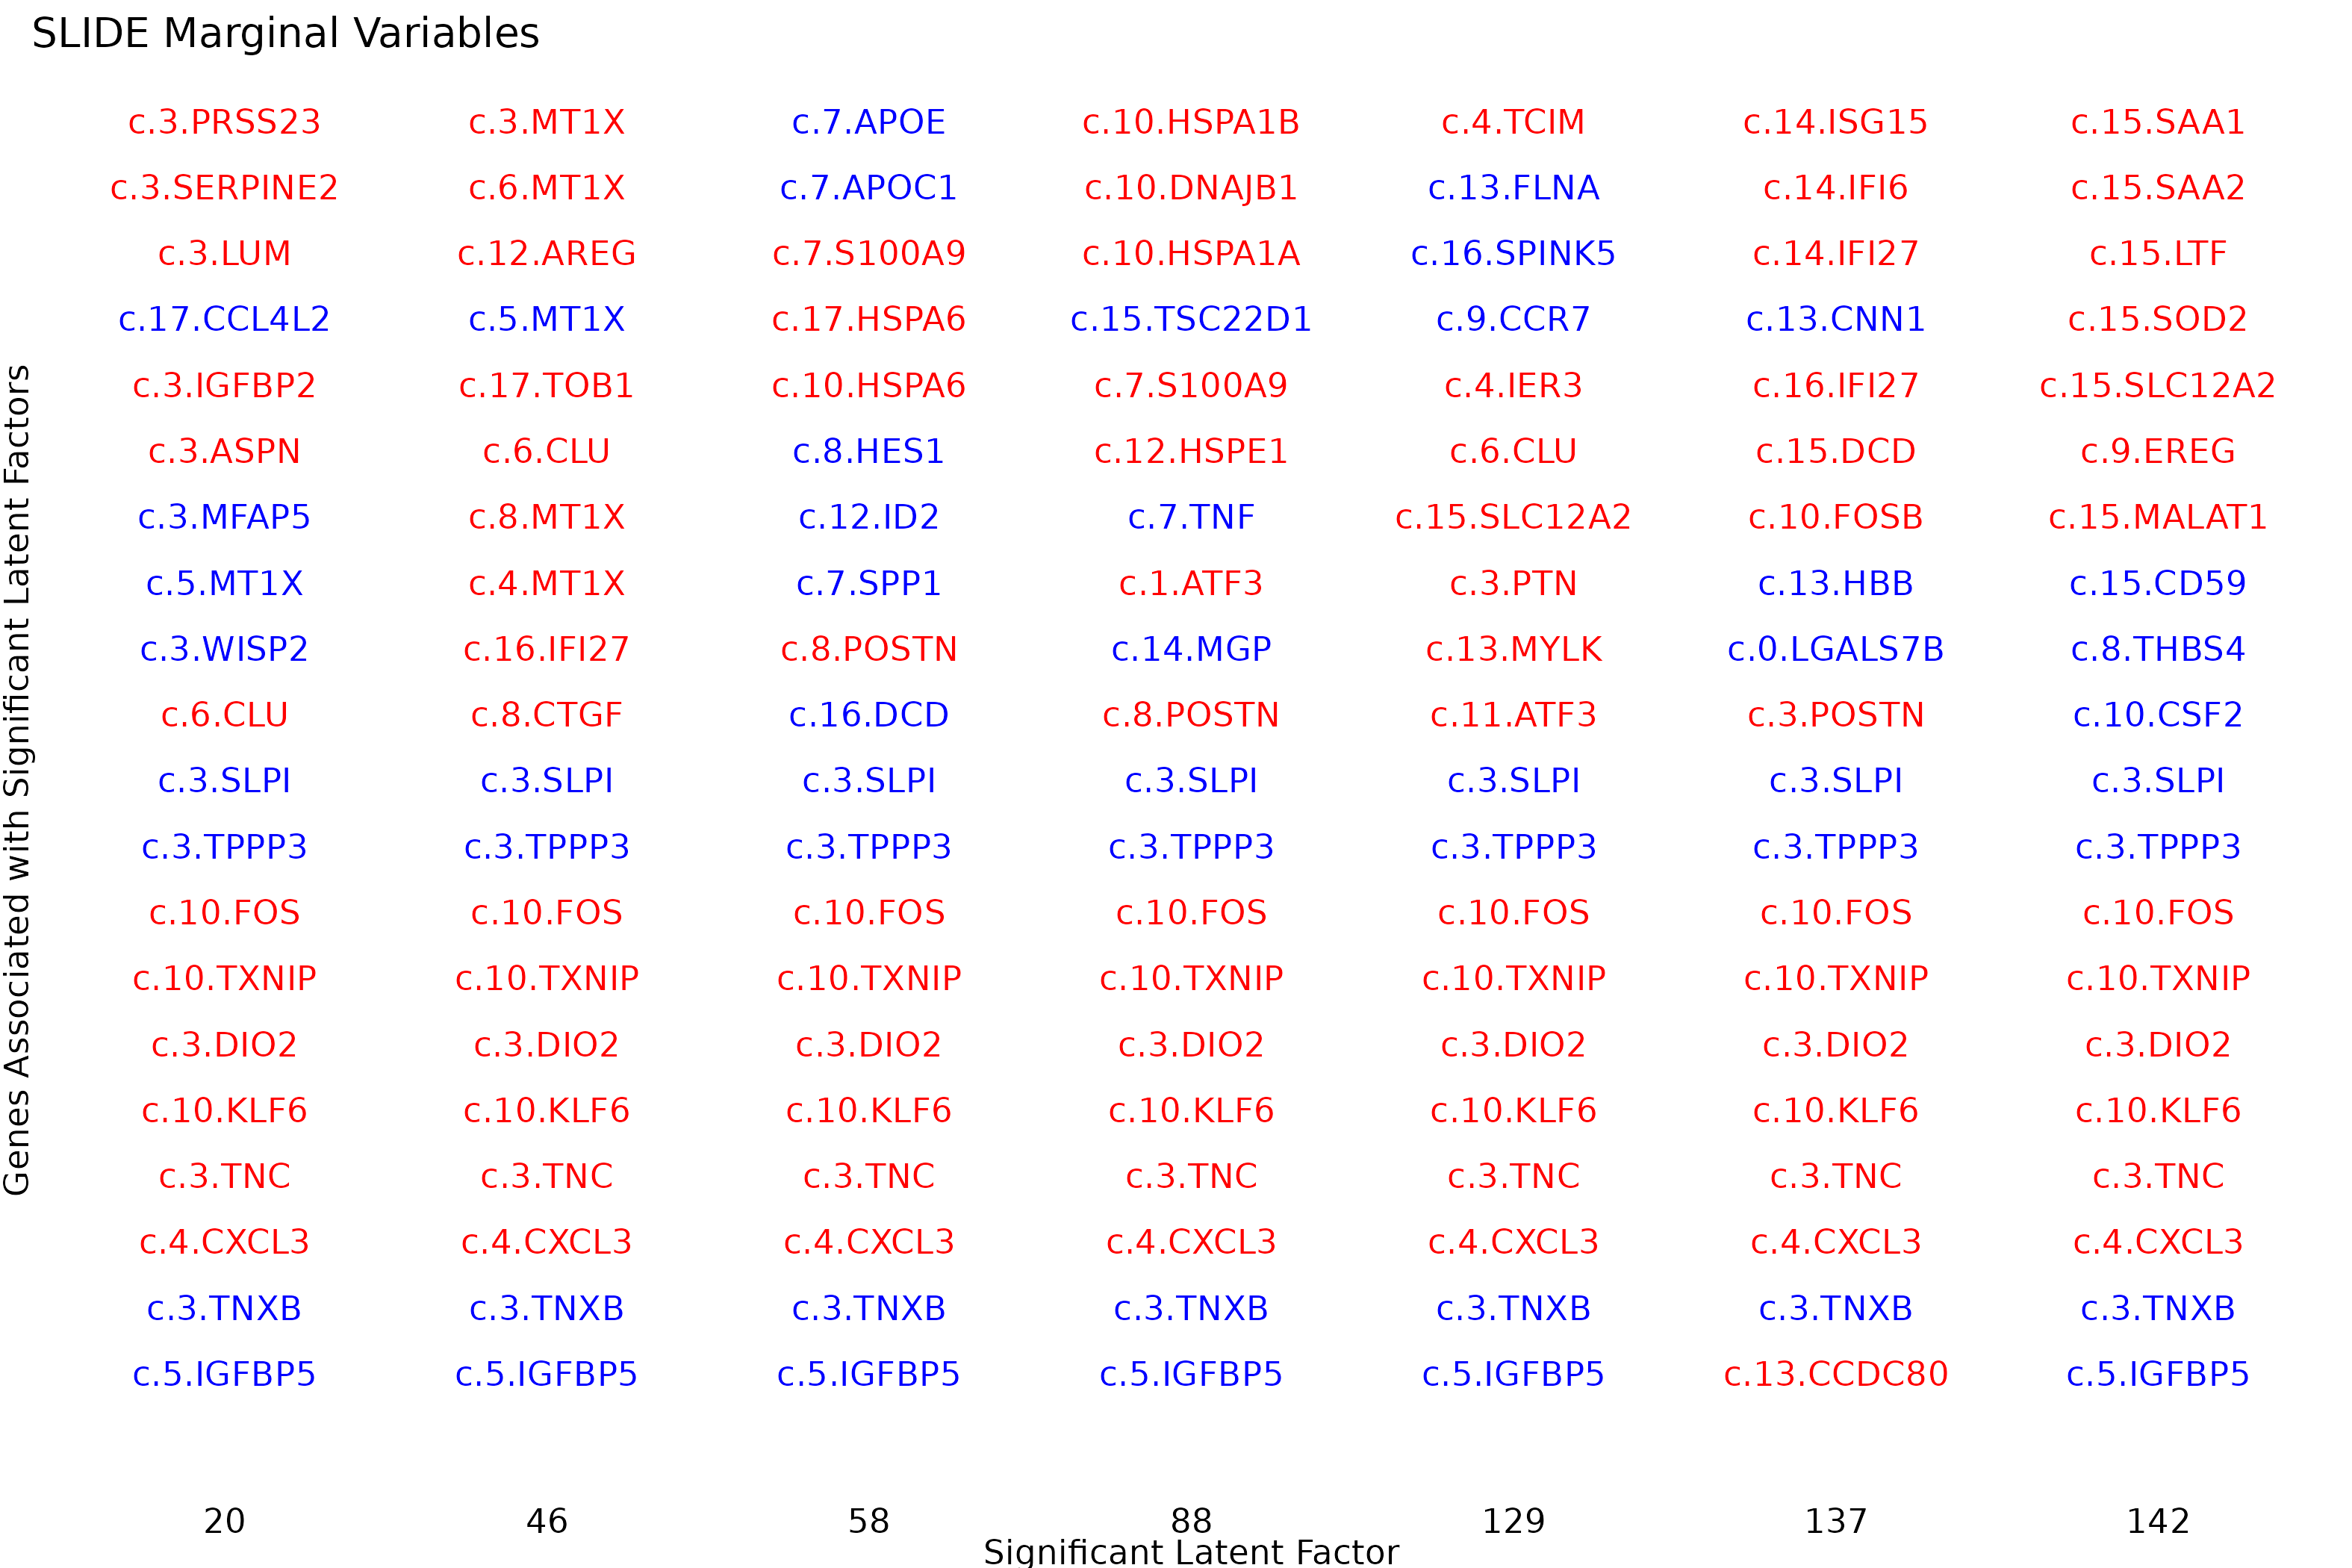 SLIDE Marginal Variables
c.3.PRSS23 c.3.MT1X c.7.APOE c.10.HSPA1B c.4.TCIM c.14.ISG15 c.15.SAA1
c.3.SERPINE2 c.6.MT1X c.7.APOC1 c.10.DNAJB1 c.13.FLNA c.14.IFI6 c.15.SAA2
c.3.LUM c.12.AREG c.7.S100A9 c.10.HSPA1A c.16.SPINK5 c.14.IFI27 c.15.LTF
c.17.CCL4L2 c.5.MT1X c.17.HSPA6 c.15.TSC22D1 c.9.CCR7 c.13.CNN1 c.15.SOD2
c.3.IGFBP2 c.17.TOB1 c.10.HSPA6 c.7.S100A9 c.4.IER3 c.16.IFI27 c.15.SLC12A2
c.3.ASPN c.6.CLU c.8.HES1 c.12.HSPE1 c.6.CLU c.15.DCD c.9.EREG
c.3.MFAP5 c.8.MT1X c.12.ID2 c.7.TNF c.15.SLC12A2 c.10.FOSB c.15.MALAT1
c.5.MT1X c.4.MT1X c.7.SPP1 c.1.ATF3 c.3.PTN c.13.HBB c.15.CD59
c.3.WISP2 c.16.IFI27 c.8.POSTN c.14.MGP c.13.MYLK c.0.LGALS7B c.8.THBS4
c.6.CLU c.8.CTGF c.16.DCD c.8.POSTN c.11.ATF3 c.3.POSTN c.10.CSF2
c.3.SLPI c.3.SLPI c.3.SLPI c.3.SLPI c.3.SLPI c.3.SLPI c.3.SLPI
c.3.TPPP3 c.3.TPPP3 c.3.TPPP3 c.3.TPPP3 c.3.TPPP3 c.3.TPPP3 c.3.TPPP3
c.10.FOS c.10.FOS c.10.FOS c.10.FOS c.10.FOS c.10.FOS c.10.FOS
c.10.TXNIP c.10.TXNIP c.10.TXNIP c.10.TXNIP c.10.TXNIP c.10.TXNIP c.10.TXNIP
c.3.DIO2 c.3.DIO2 c.3.DIO2 c.3.DIO2 c.3.DIO2 c.3.DIO2 c.3.DIO2
c.10.KLF6 c.10.KLF6 c.10.KLF6 c.10.KLF6 c.10.KLF6 c.10.KLF6 c.10.KLF6
c.3.TNC c.3.TNC c.3.TNC c.3.TNC c.3.TNC c.3.TNC c.3.TNC
c.4.CXCL3 c.4.CXCL3 c.4.CXCL3 c.4.CXCL3 c.4.CXCL3 c.4.CXCL3 c.4.CXCL3
c.3.TNXB c.3.TNXB c.3.TNXB c.3.TNXB c.3.TNXB c.3.TNXB c.3.TNXB
c.5.IGFBP5 c.5.IGFBP5 c.5.IGFBP5 c.5.IGFBP5 c.5.IGFBP5 c.13.CCDC80 c.5.IGFBP5
20 46 58 88 129 137 142
Significant Latent Factor
Genes Associated with Significant Latent Factors